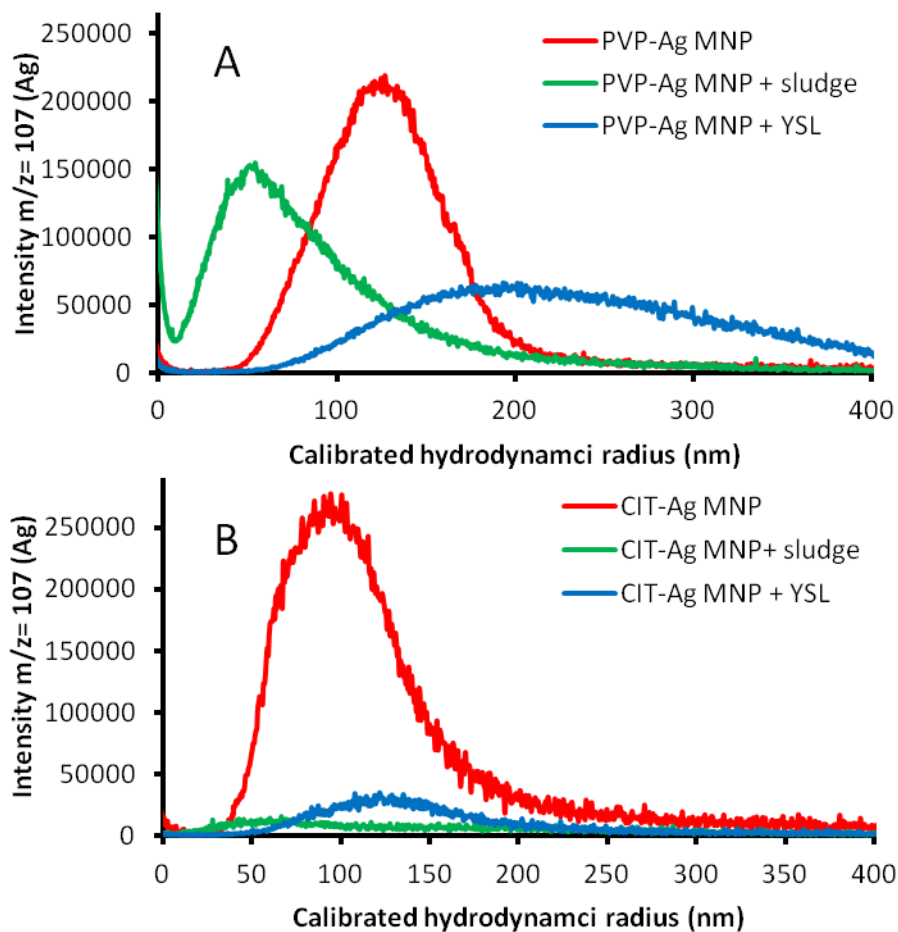 A
PVP-Ag MNP
PVP-Ag MNP + sludge
PVP-Ag MNP + YSL
Intensity m/z= 107 (Ag)
250000
200000
150000
100000
50000
0
0 100 200 300 400
Calibrated hydrodynamci radius (nm)
B
CIT-Ag MNP
CIT-Ag MNP+ sludge
CIT-Ag MNP + YSL
Intensity m/z= 107 (Ag)
250000
200000
150000
100000
50000
0
0 50 100 150 200 250 300 350 400
Calibrated hydrodynamci radius (nm)